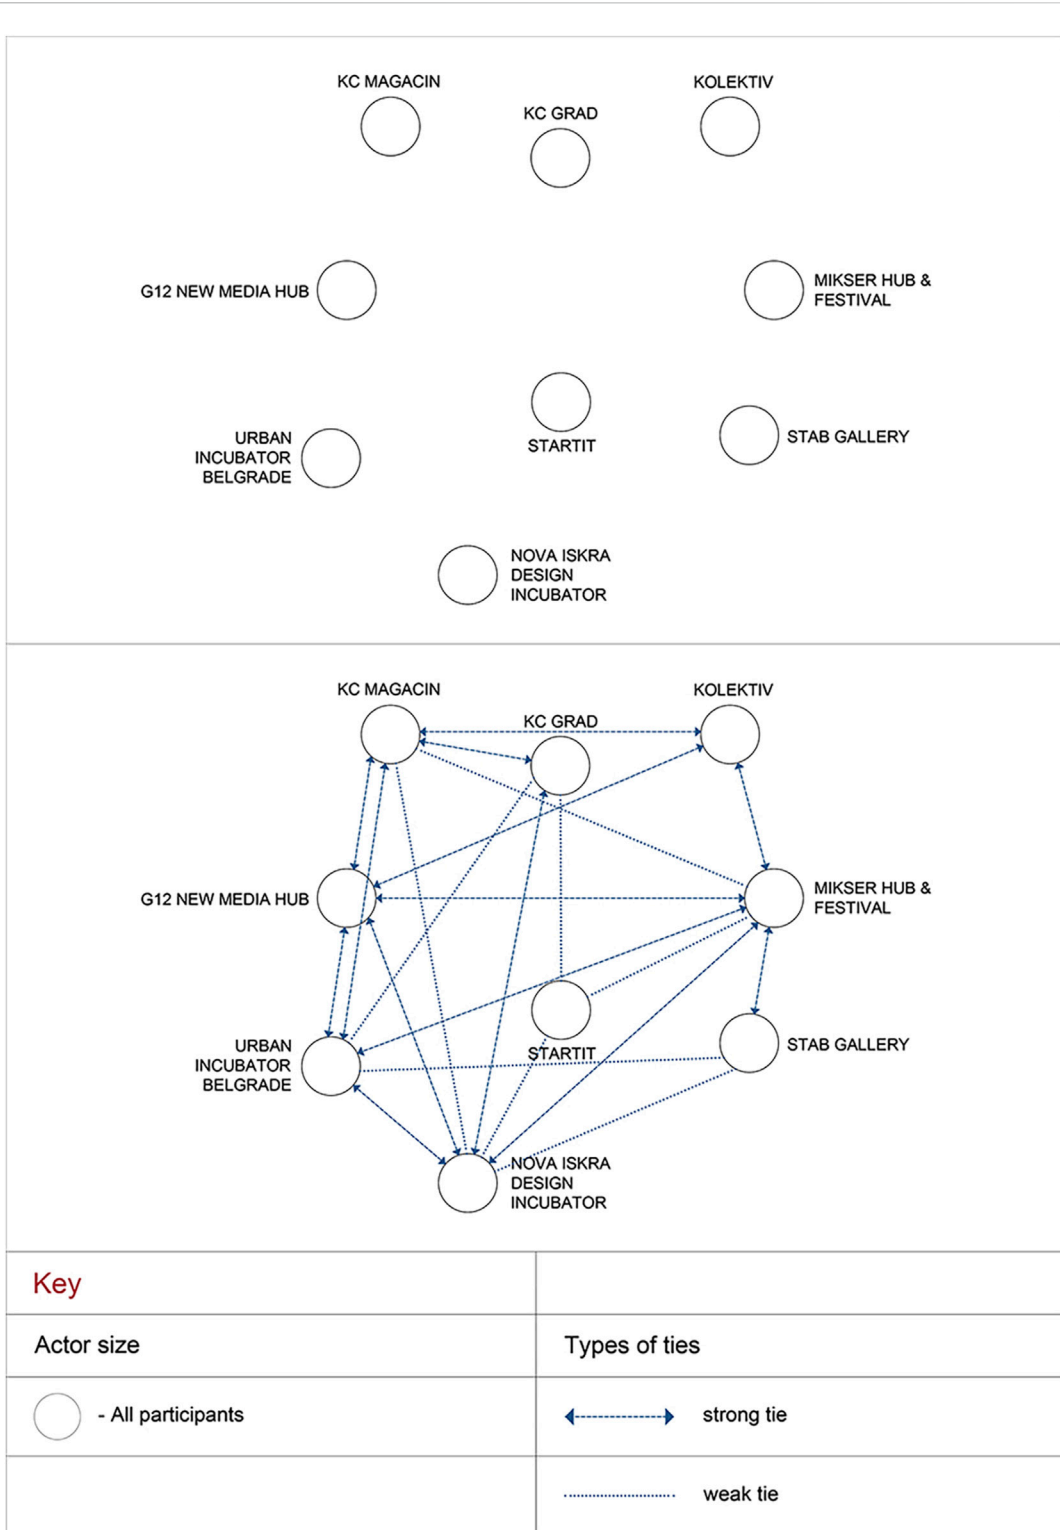 KC MAGACIN
KOLEKTIV
KC GRAD
G12 NEW MEDIA HUB
MIKSER HUB &
FESTIVAL
URBAN
INCUBATOR
BELGRADE
STARTIT
STAB GALLERY
NOVA ISKRA
DESIGN
INCUBATOR
KC MAGACIN
KOLEKTIV
KC GRAD
G12 NEW MEDIA HUB
MIKSER HUB &
FESTIVAL
URBAN
INCUBATOR
BELGRADE
STARTIT
STAB GALLERY
NOVA ISKRA
DESIGN
INCUBATOR
Key
Actor size
Types of ties
- All participants
strong tie
weak tie